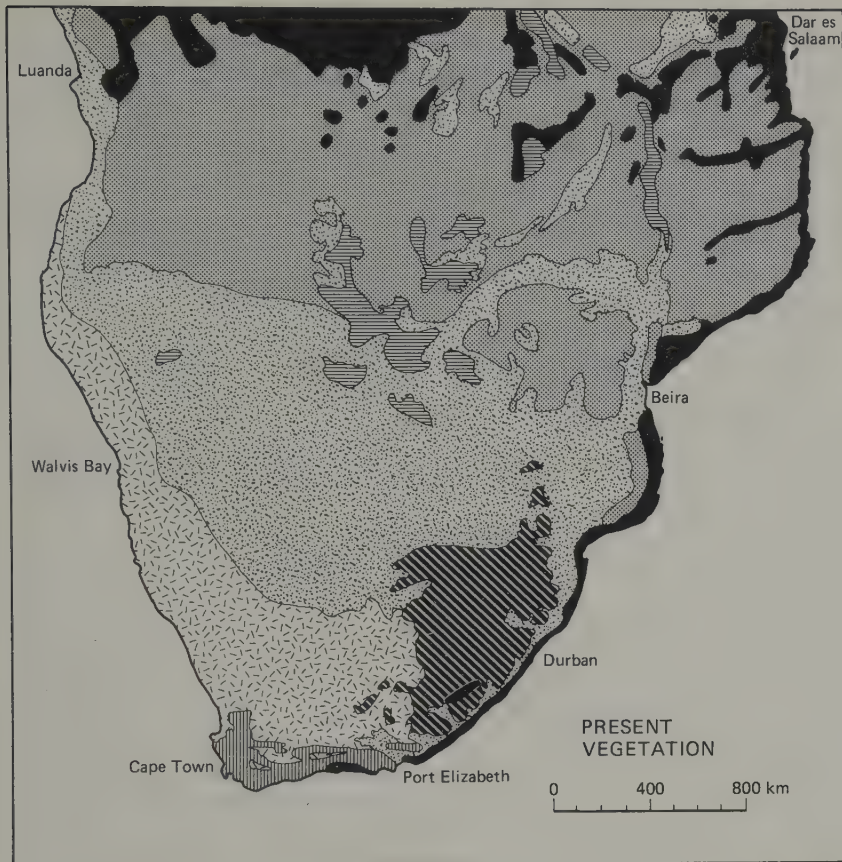 Dar es
Salaam
Luanda
Beira
Walvis Bay
Durban
PRESENT
VEGETATION
Cape Town
Port Elizabeth
0 400 800 km